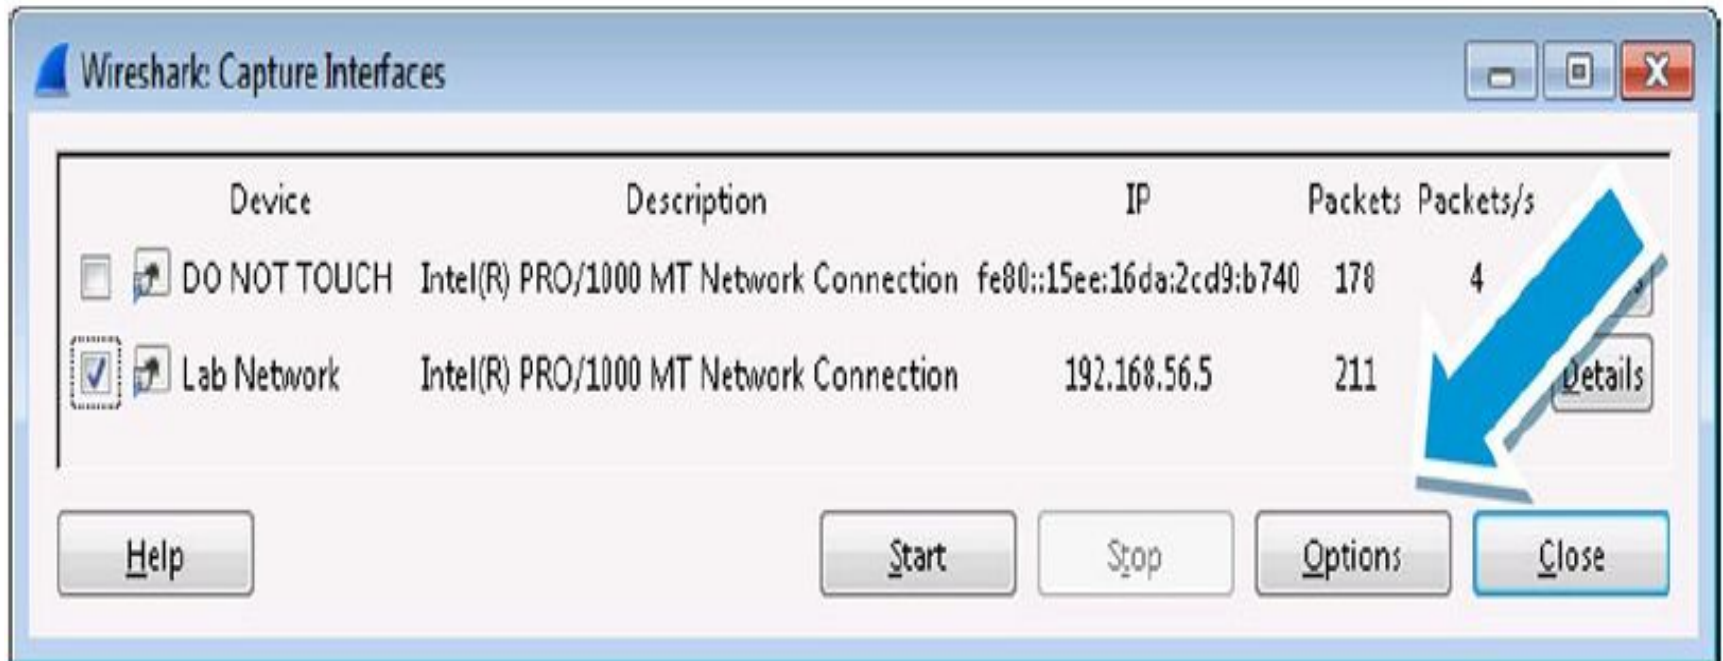 Wireshark: Capture Interfaces
Device Description IP Packets Packets/s
DO NOT TOUCH Intel(R) PRO/1000 MT Network Connection fe80::15ee:16da:2cd9:b740 178 4
Lab Network Intel(R) PRO/1000 MT Network Connection 192.168.56.5 211 Details
Help Start Stop Options Close